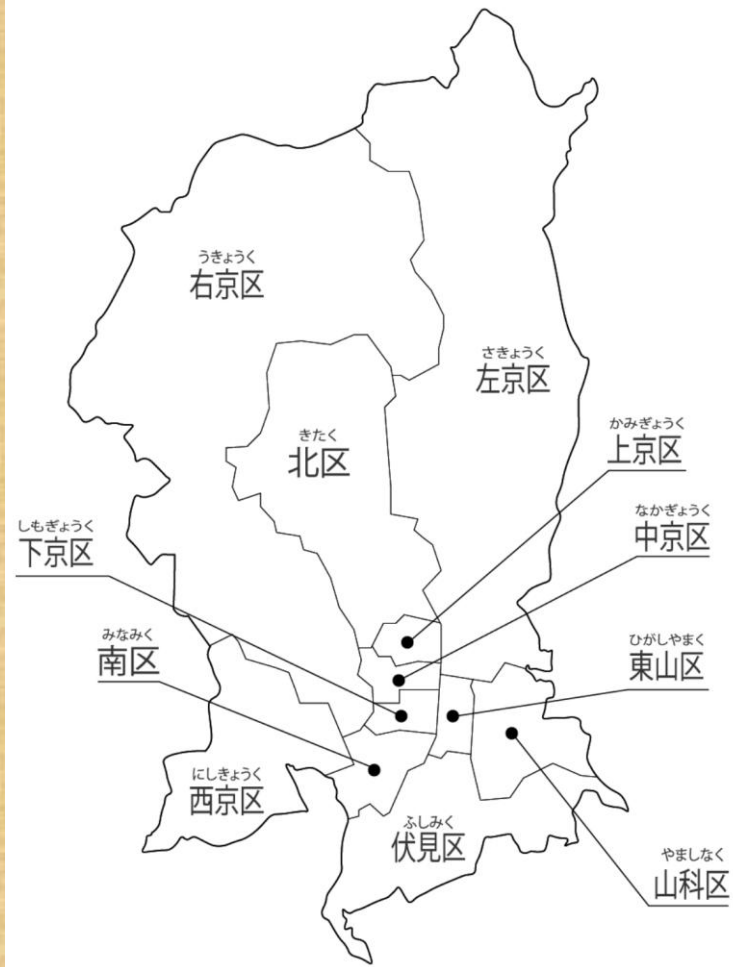 うきょうく
右京区
さきょうく
左京区
きたく
北区
かみぎょうく
上京区
なかぎょうく
中京区
しもぎょうく
下京区
みなみく
南区
ひがしやまく
東山区
にしきょうく
西京区
ふしみく
伏見区
やましなく
山科区